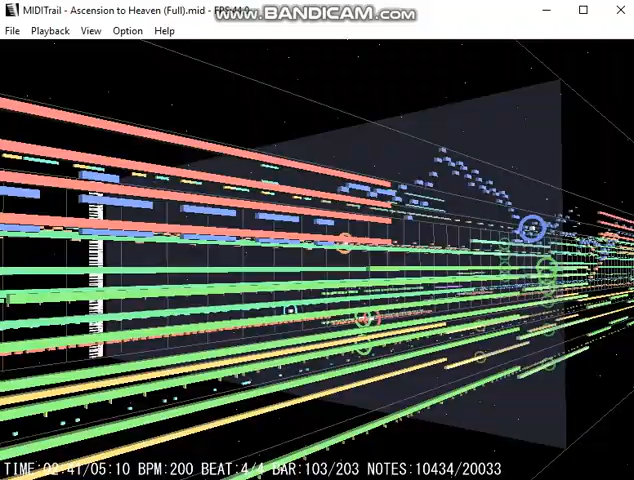 MIDITrail - Ascension to Heaven (Full).mid - FPS:
www.BANDICAM.com
File Playback View Option Help
TIME:02:41/05:10 BPM:200 BEAT:4/4 BAR:103/203 NOTES:10434/20033